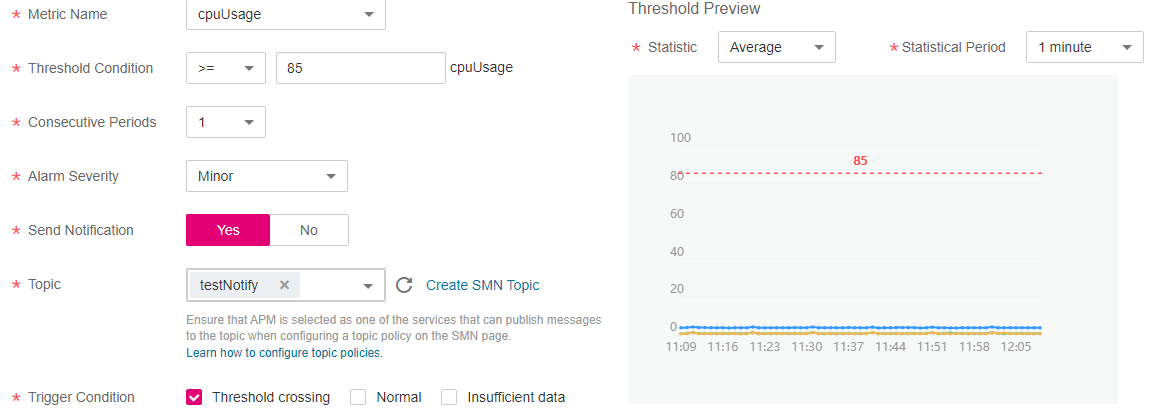 * Metric Name cpuUsage
* Threshold Condition >= 85 cpuUsage
* Consecutive Periods 1
* Alarm Severity Minor
* Send Notification Yes No
* Topic testNotify × Create SMN Topic
Ensure that APM is selected as one of the services that can publish messages
to the topic when configuring a topic policy on the SMN page.
Learn how to configure topic policies.
* Trigger Condition Threshold crossing Normal Insufficient data
Threshold Preview
* Statistic Average * Statistical Period 1 minute
100
85
80
60
40
20
0
11:09 11:16 11:23 11:30 11:37 11:44 11:51 11:58 12:05